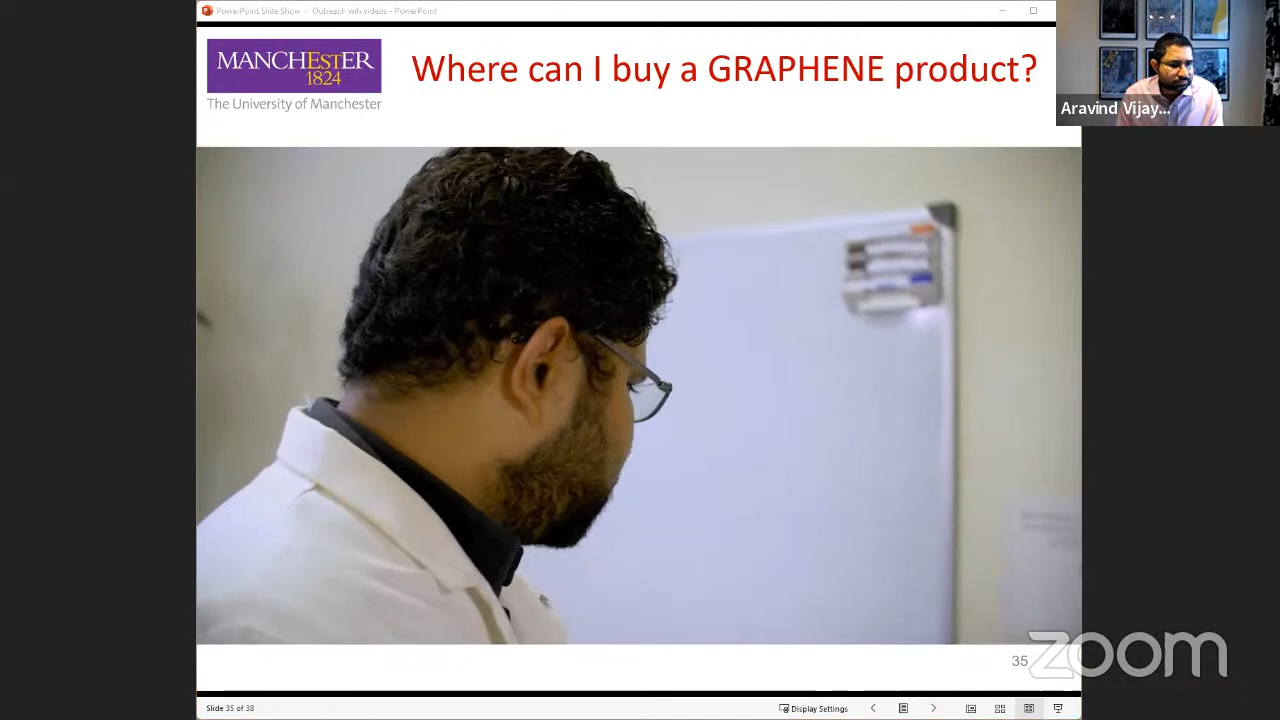 PowerPoint Slide Show - Outreach wih videos - PowerPoint
MANCHEstER
1824
The University of Manchester
Where can I buy a GRAPHENE product?
Aravind Vijay...
35
zoom
Slide 35 of 38
Display Settings